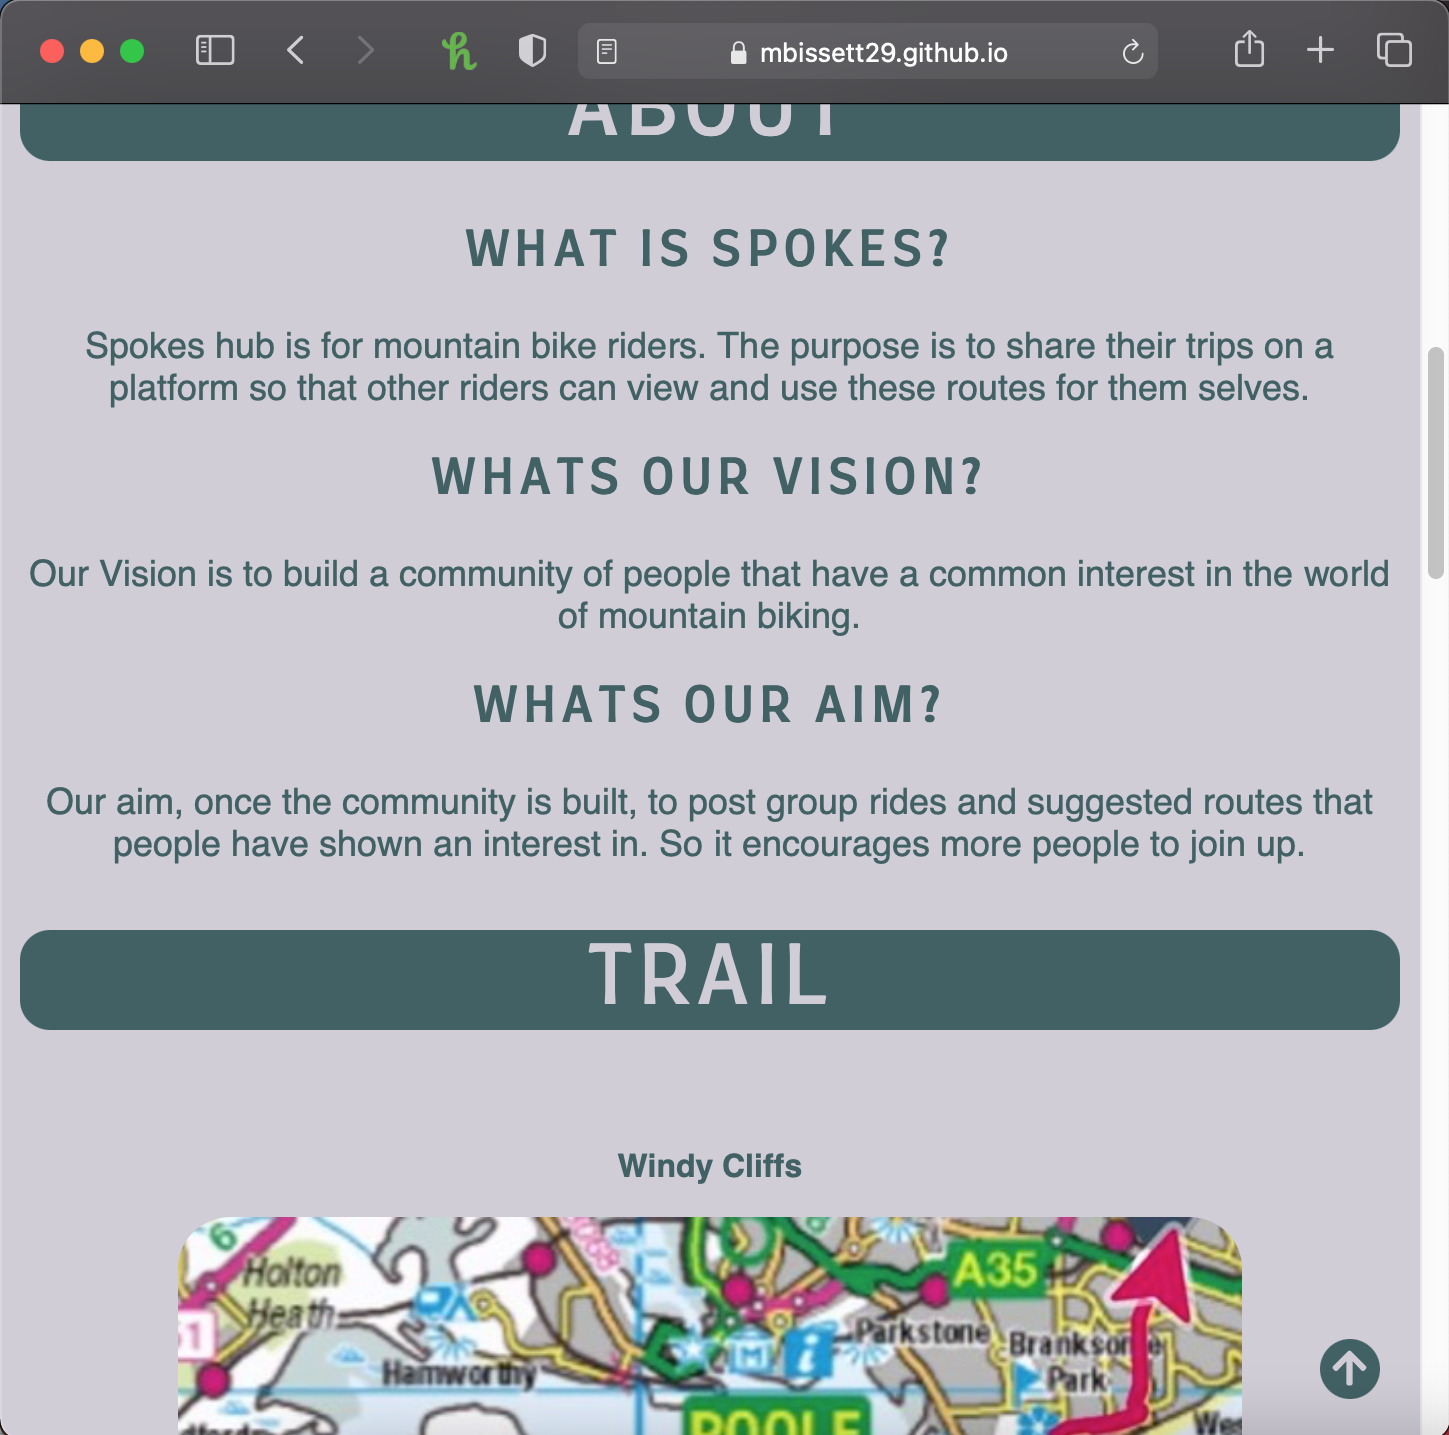 mbissett29.github.io
ABOUT
WHAT IS SPOKES?
Spokes hub is for mountain bike riders. The purpose is to share their trips on a
platform so that other riders can view and use these routes for them selves.
WHATS OUR VISION?
Our Vision is to build a community of people that have a common interest in the world
of mountain biking.
WHATS OUR AIM?
Our aim, once the community is built, to post group rides and suggested routes that
people have shown an interest in. So it encourages more people to join up.
TRAIL
Windy Cliffs
6
Holton
Heath
A35
Parkstone
Branksome
Park
Hamworthy
POOLE